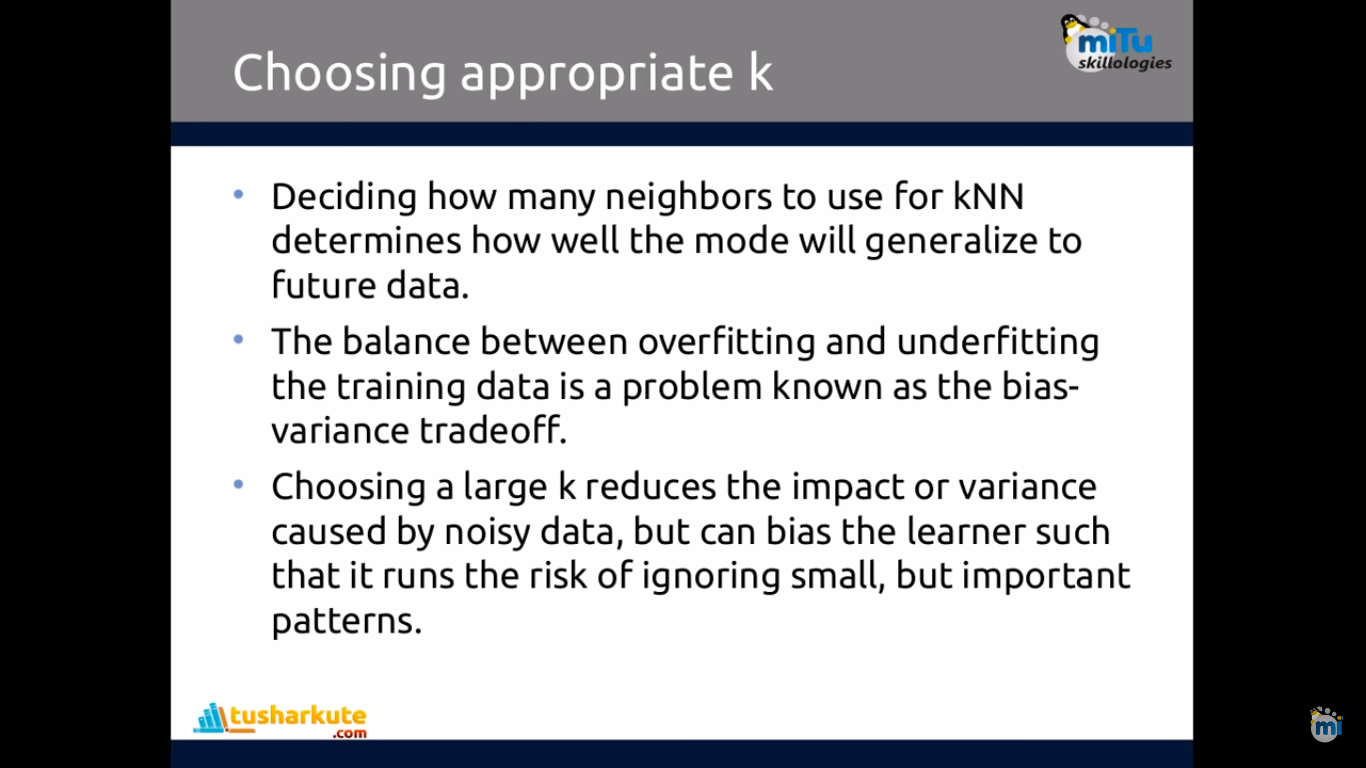 Choosing appropriate k
miTu
skillologies
• Deciding how many neighbors to use for kNN
determines how well the mode will generalize to
future data.
• The balance between overfitting and underfitting
the training data is a problem known as the bias-
variance tradeoff.
• Choosing a large k reduces the impact or variance
caused by noisy data, but can bias the learner such
that it runs the risk of ignoring small, but important
patterns.
tusharkute
.com
mi